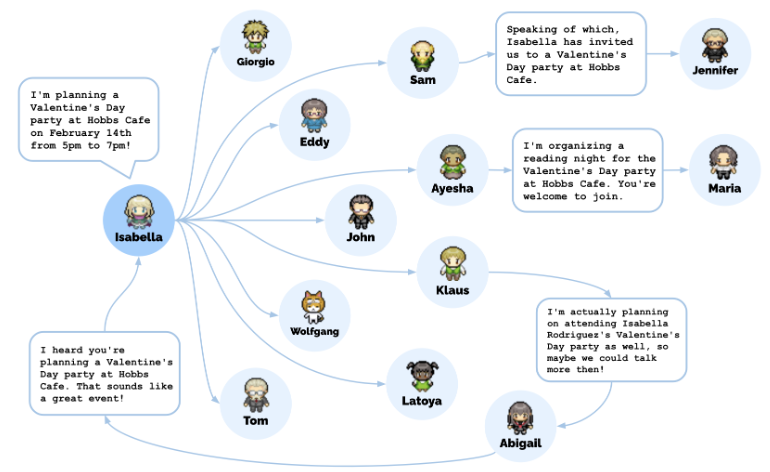 Giorgio
Sam
Speaking of which,
Isabella has invited
us to a Valentine's
Day party at Hobbs
Cafe.
Jennifer
I'm planning a
Valentine's Day
party at Hobbs Cafe
on February 14th
from 5pm to 7pm!
Eddy
Ayesha
I'm organizing a
reading night for the
Valentine's Day party
at Hobbs Cafe. You're
welcome to join.
Maria
Isabella
John
Klaus
Wolfgang
I'm actually planning
on attending Isabella
Rodriguez's Valentine's
Day party as well, so
maybe we could talk
more then!
I heard you're
planning a Valentine's
Day party at Hobbs
Cafe. That sounds like
a great event!
Tom
Latoya
Abigail